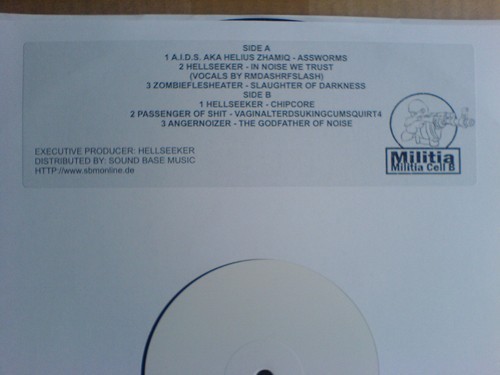 SIDE A
1 A.I.D.S. AKA HELIUS ZHAMIQ - ASSWORMS
2 HELLSEEKER - IN NOISE WE TRUST
(VOCALS BY RMDASHRFSLASH)
3 ZOMBIEFLESHEATER - SLAUGHTER OF DARKNESS
SIDE B
1 HELLSEEKER - CHIPCORE
2 PASSENGER OF SHIT - VAGINALTERDSUKINGCUMSQUIRT4
3 ANGERNOIZER - THE GODFATHER OF NOISE
EXECUTIVE PRODUCER: HELLSEEKER
DISTRIBUTED BY: SOUND BASE MUSIC
HTTP://www.sbmonline.de
Militia
Militia Cell B